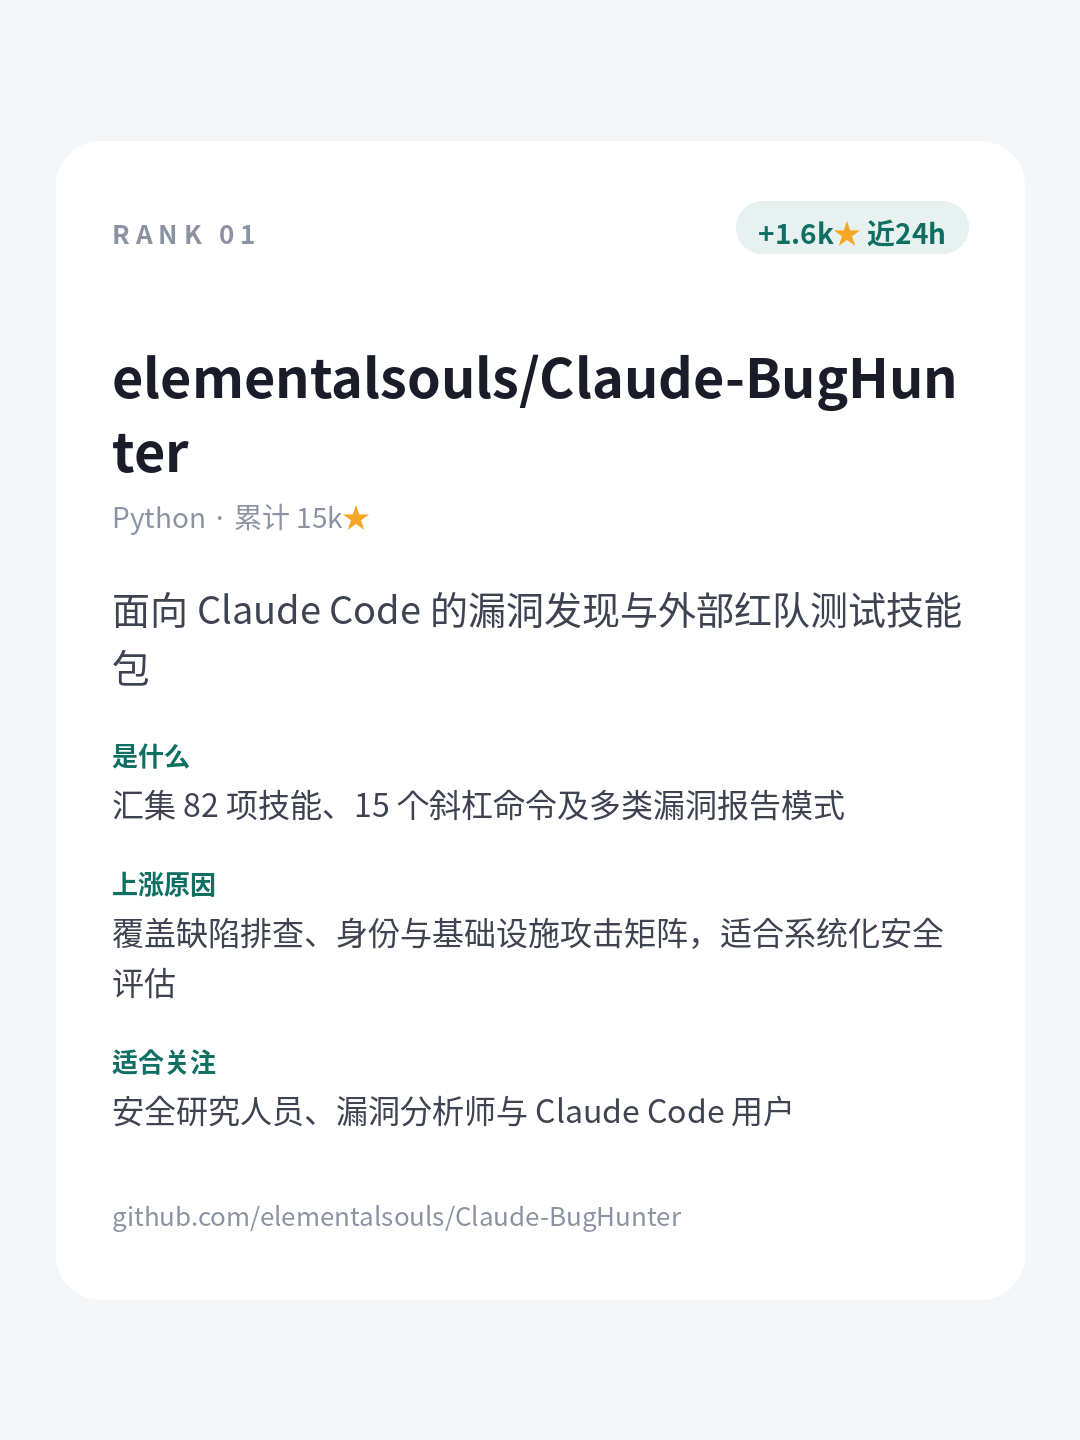 RANK 01
+1.6k★ 近24h
elementalsouls/Claude-BugHun
ter
Python · 累计 15k★
面向 Claude Code 的漏洞发现与外部红队测试技能
包
是什么
汇集 82 项技能、15 个斜杠命令及多类漏洞报告模式
上涨原因
覆盖缺陷排查、身份与基础设施攻击矩阵，适合系统化安全
评估
适合关注
安全研究人员、漏洞分析师与 Claude Code 用户
github.com/elementalsouls/Claude-BugHunter